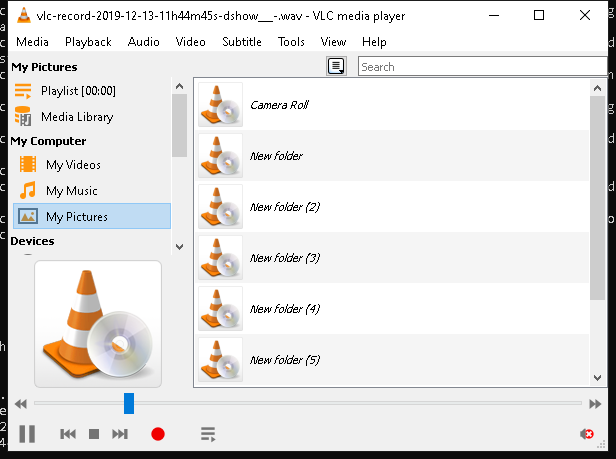 vlc-record-2019-12-13-11h44m45s-dshow___-.wav - VLC media player
Media Playback Audio Video Subtitle Tools View Help
My Pictures
Search
Playlist [00:00]
Media Library
My Computer
My Videos
My Music
My Pictures
Devices
Camera Roll
New folder
New folder (2)
New folder (3)
New folder (4)
New folder (5)